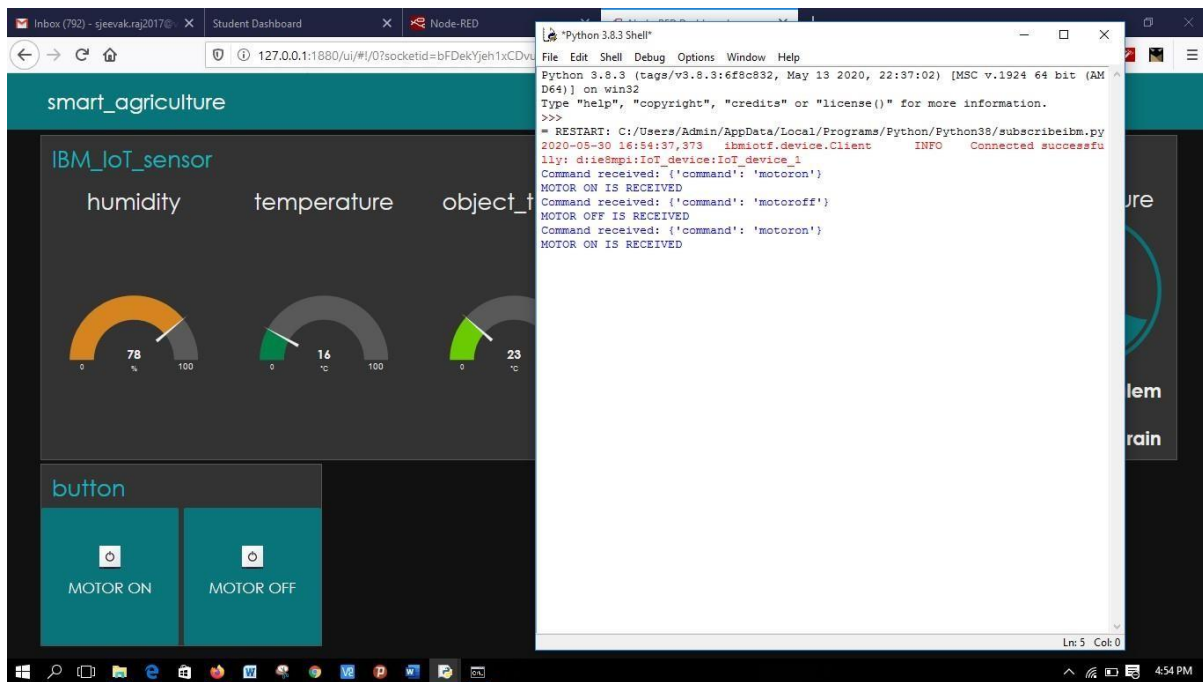 Inbox (792) - sjeevak.raj2017@v
Student Dashboard
Node-RED
127.0.0.1:1880/ui/#!/0?socketid=bFDekYjeh1xCDvu
smart_agriculture
IBM_IoT_sensor
humidity
temperature
object_t
78
0
%
100
16
0
°C
100
23
0
°C
ure
lem
rain
button
MOTOR ON
MOTOR OFF
*Python 3.8.3 Shell*
File Edit Shell Debug Options Window Help
Python 3.8.3 (tags/v3.8.3:6f8c832, May 13 2020, 22:37:02) [MSC v.1924 64 bit (AM
D64)] on win32
Type "help", "copyright", "credits" or "license()" for more information.
>>>
= RESTART: C:/Users/Admin/AppData/Local/Programs/Python/Python38/subscribeibm.py
2020-05-30 16:54:37,373 ibmiotf.device.Client INFO Connected successfu
lly: d:ie8mpi:IoT_device:IoT_device_1
Command received: {'command': 'motoron'}
MOTOR ON IS RECEIVED
Command received: {'command': 'motoroff'}
MOTOR OFF IS RECEIVED
Command received: {'command': 'motoron'}
MOTOR ON IS RECEIVED
Ln: 5 Col: 0
4:54 PM